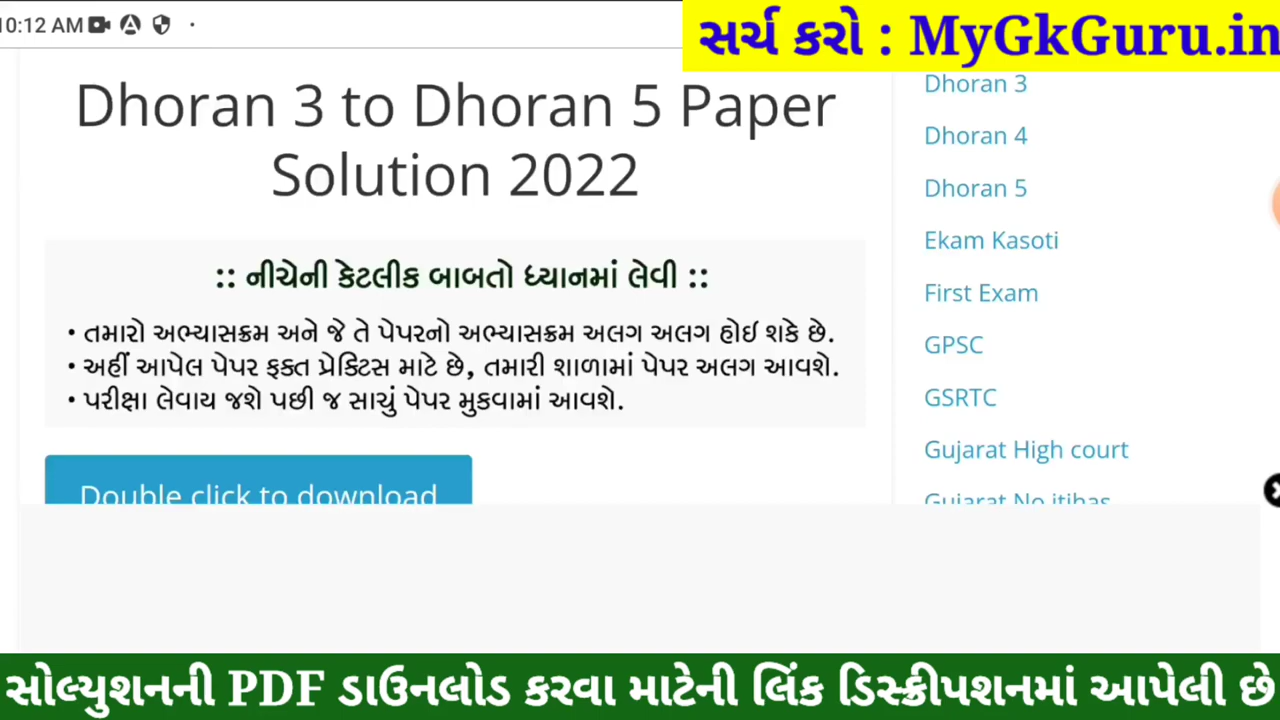 10:12 AM
સર્ચ કરો : MyGkGuru.in
Dhoran 3 to Dhoran 5 Paper
Solution 2022
:: નીચેની કેટલીક બાબતો ધ્યાનમાં લેવી ::
• તમારો અભ્યાસક્રમ અને જે તે પેપરનો અભ્યાસક્રમ અલગ અલગ હોઈ શકે છે.
• અહીં આપેલ પેપર ફક્ત પ્રેક્ટિસ માટે છે, તમારી શાળામાં પેપર અલગ આવશે.
• પરીક્ષા લેવાય જશે પછી જ સાચું પેપર મુકવામાં આવશે.
Double click to download
Dhoran 3
Dhoran 4
Dhoran 5
Ekam Kasoti
First Exam
GPSC
GSRTC
Gujarat High court
Gujarat No itihas
સોલ્યુશનની PDF ડાઉનલોડ કરવા માટેની લિંક ડિસ્ક્રીપશનમાં આપેલી છે